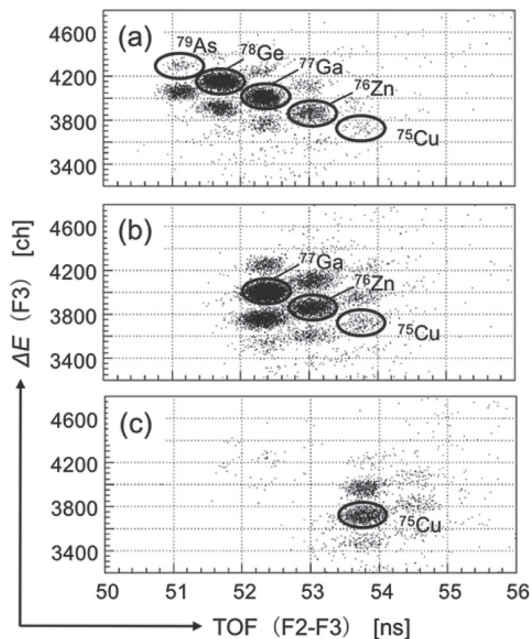 4600
4200
3800
3400
(a)
⁷⁹As
⁷⁸Ge
⁷⁷Ga
⁷⁶Zn
⁷⁵Cu
4600
4200
3800
3400
(b)
⁷⁷Ga
⁷⁶Zn
⁷⁵Cu
4600
4200
3800
3400
(c)
⁷⁵Cu
ΔE (F3) [ch]
50 51 52 53 54 55 56
TOF (F2-F3) [ns]